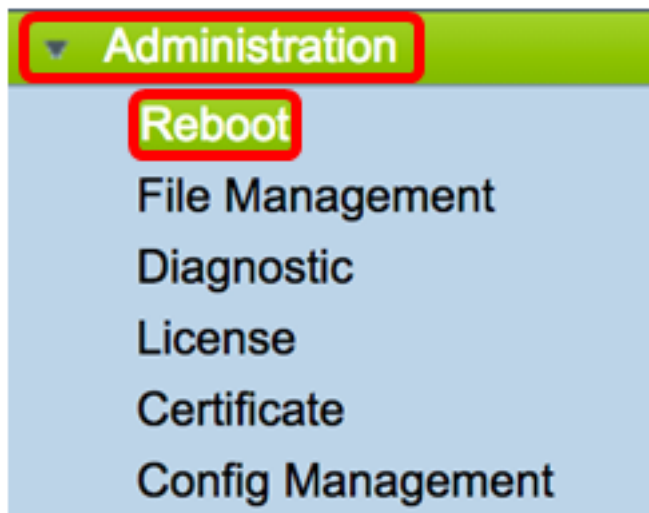 Administration
Reboot
File Management
Diagnostic
License
Certificate
Config Management